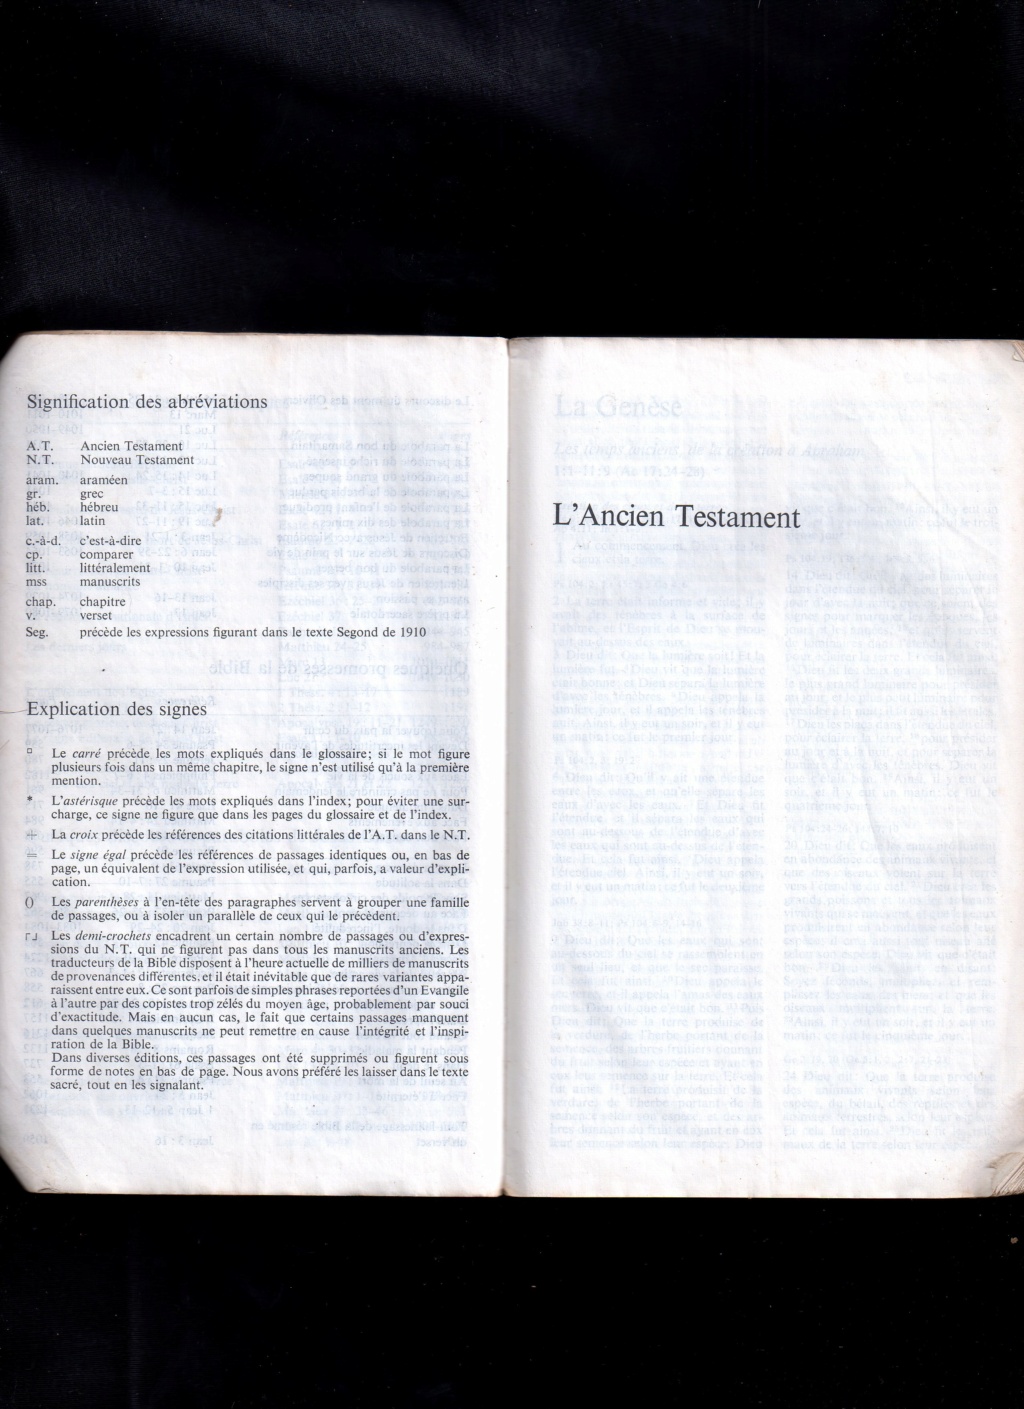 Signification des abréviations
A.T. Ancien Testament
N.T. Nouveau Testament
aram. araméen
gr. grec
héb. hébreu
lat. latin
c.-à-d. c'est-à-dire
cp. comparer
litt. littéralement
mss manuscrits
chap. chapitre
v. verset
Seg. précède les expressions figurant dans le texte Segond de 1910
Explication des signes
▫ Le carré précède les mots expliqués dans le glossaire; si le mot figure
plusieurs fois dans un même chapitre, le signe n'est utilisé qu'à la première
mention.
* L'astérisque précède les mots expliqués dans l'index; pour éviter une sur-
charge, ce signe ne figure que dans les pages du glossaire et de l'index.
+ La croix précède les références des citations littérales de l'A.T. dans le N.T.
= Le signe égal précède les références de passages identiques ou, en bas de
page, un équivalent de l'expression utilisée, et qui, parfois, a valeur d'expli-
cation.
() Les parenthèses à l'en-tête des paragraphes servent à grouper une famille
de passages, ou à isoler un parallèle de ceux qui le précèdent.
┌┘ Les demi-crochets encadrent un certain nombre de passages ou d'expres-
sions du N.T. qui ne figurent pas dans tous les manuscrits anciens. Les
traducteurs de la Bible disposent à l'heure actuelle de milliers de manuscrits
de provenances différentes, et il était inévitable que de rares variantes appa-
raissent entre eux. Ce sont parfois de simples phrases reportées d'un Evangile
à l'autre par des copistes trop zélés du moyen âge, probablement par souci
d'exactitude. Mais en aucun cas, le fait que certains passages manquent
dans quelques manuscrits ne peut remettre en cause l'intégrité et l'inspi-
ration de la Bible.
Dans diverses éditions, ces passages ont été supprimés ou figurent sous
forme de notes en bas de page. Nous avons préféré les laisser dans le texte
sacré, tout en les signalant.
L'Ancien Testament